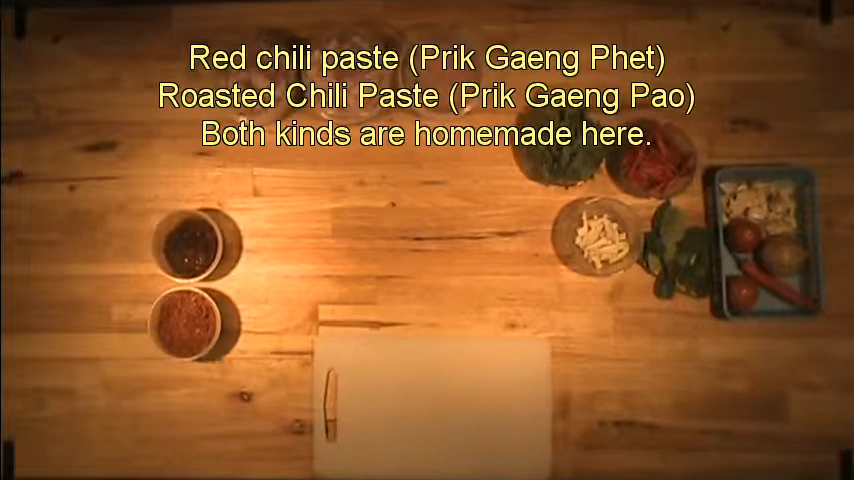 Red chili paste (Prik Gaeng Phet)
Roasted Chili Paste (Prik Gaeng Pao)
Both kinds are homemade here.